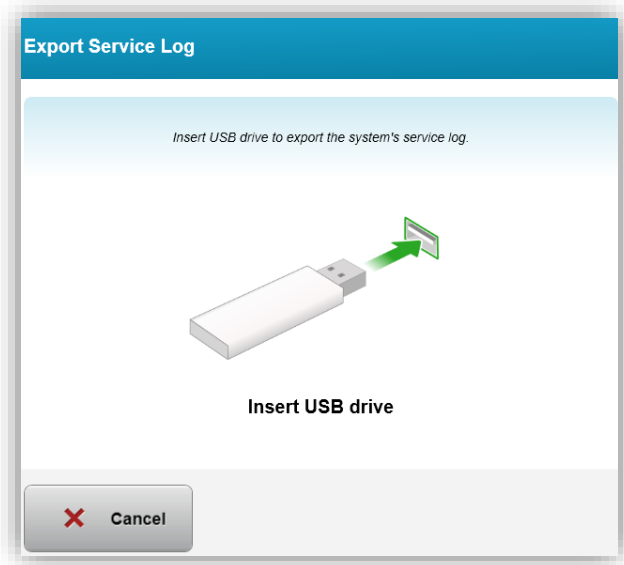 Export Service Log
Insert USB drive to export the system's service log.
Insert USB drive
Cancel